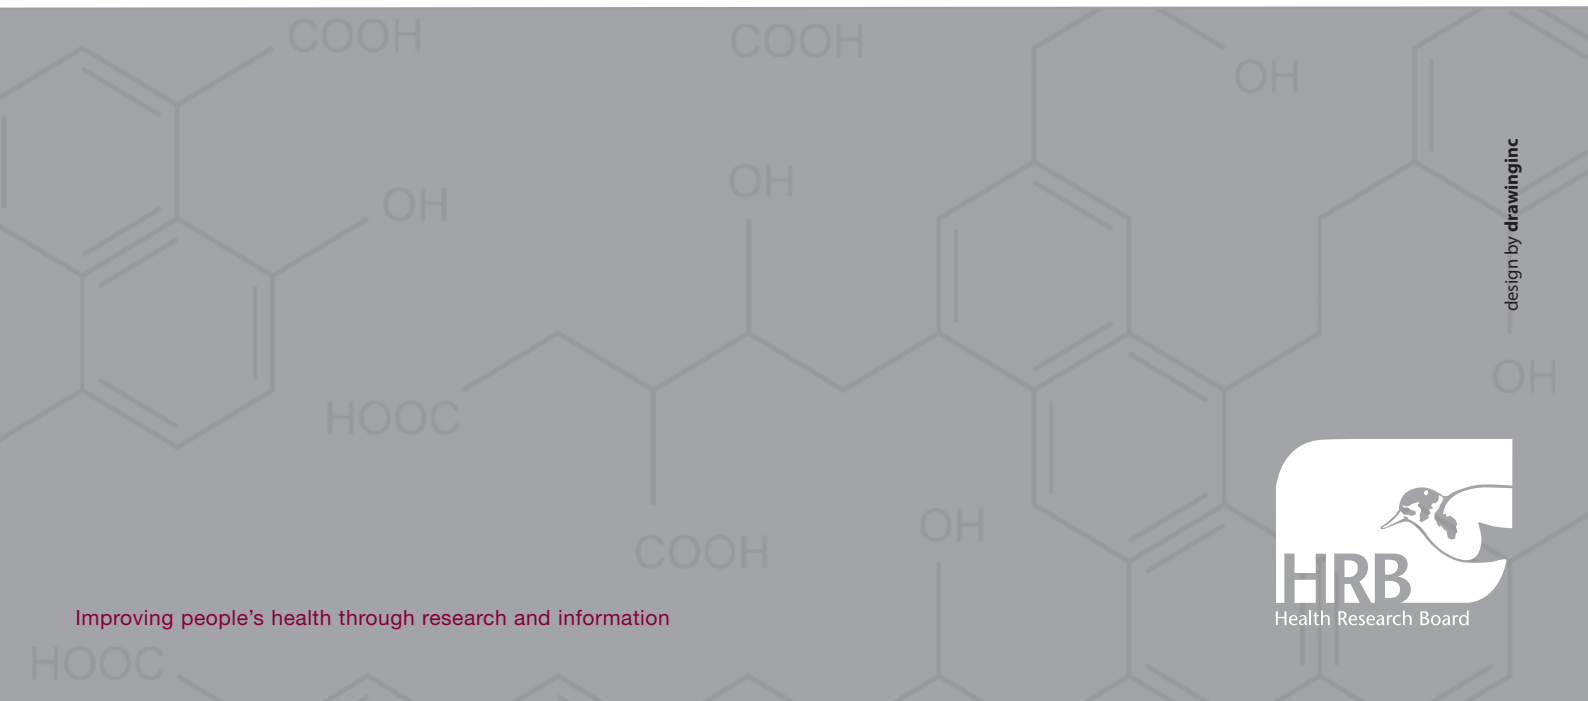 COOH
COOH
OH
design by drawinginc
OH
OH
OH
HOOC
COOH
OH
HRB
Health Research Board
Improving people’s health through research and information
HOOC